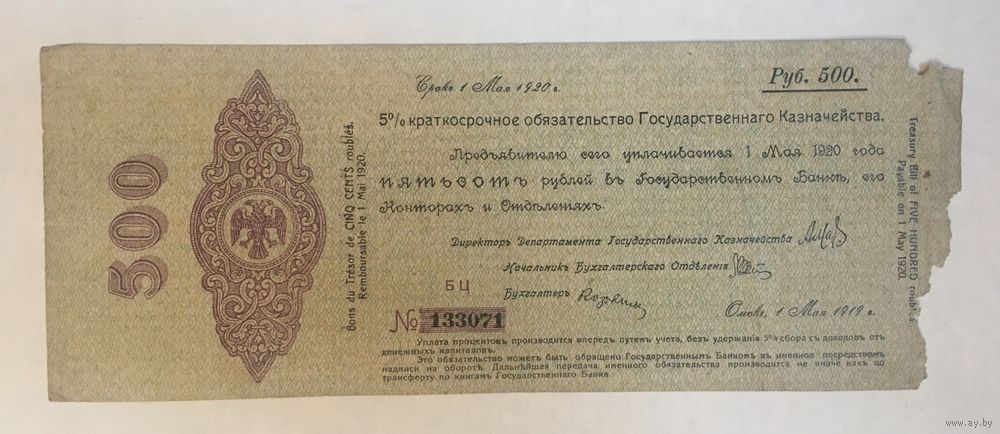 Срокъ 1 Мая 1920 г.
Руб. 500.
5% краткосрочное обязательство Государственнаго Казначейства.
Предъявителю сего уплачивается 1 Мая 1920 года
пятьсотъ рублей въ Государственномъ Банкѣ, его
Конторахъ и Отдѣленіяхъ.
Директоръ Департамента Государственнаго Казначейства
Начальникъ Бухгалтерскаго Отдѣленія
БЦ
Бухгалтеръ
№ 133071
Омскъ, 1 Мая 1919 г.
Уплата процентовъ производится впередъ путемъ учета, безъ удержанія 5% сбора съ доходовъ отъ
денежныхъ капиталовъ.
Это обязательство можетъ быть обращено Государственнымъ Банкомъ въ именное посредствомъ
надписи на оборотѣ. Дальнѣйшая передача именного обязательства производится не иначе какъ по
трансферту по книгамъ Государственнаго Банка.
500
Bons du Trésor de CINQ CENTS roubles.
Remboursable le 1 Mai 1920.
Treasury Bill of FIVE HUNDRED roubles
Payable on 1 May 1920.
www.ay.by